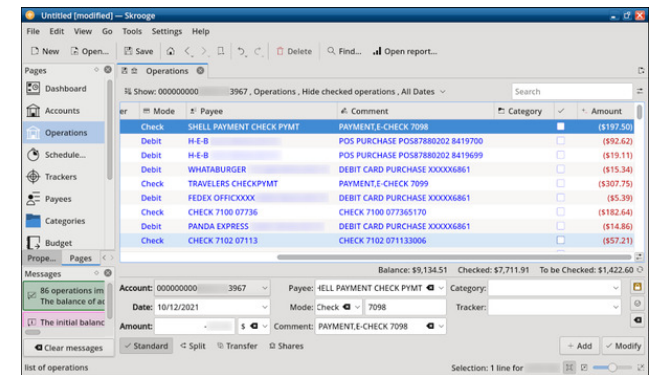 Untitled [modified] — Skrooge
File Edit View Go Tools Settings Help
New Open... Save Delete Find... Open report...
Pages
Operations
Dashboard
Show: 000000000 3967 , Operations , Hide checked operations , All Dates
Search
er Mode Payee Comment Category Amount
Accounts
Check SHELL PAYMENT CHECK PYMT PAYMENT,E-CHECK 7098 ($197.50)
Operations
Debit H-E-B POS PURCHASE POS87880202 8419700 ($92.62)
Debit H-E-B POS PURCHASE POS87880202 8419699 ($19.11)
Schedule...
Debit WHATABURGER DEBIT CARD PURCHASE XXXXX6861 ($15.34)
Trackers
Check TRAVELERS CHECKPYMT PAYMENT,E-CHECK 7099 ($307.75)
Debit FEDEX OFFICXXXX DEBIT CARD PURCHASE XXXXX6861 ($5.39)
Payees
Check CHECK 7100 07736 CHECK 7100 077365170 ($182.64)
Categories
Debit PANDA EXPRESS DEBIT CARD PURCHASE XXXXX6861 ($14.86)
Budget
Check CHECK 7102 07113 CHECK 7102 071133006 ($57.21)
Prope... Pages
Messages
Balance: $9,134.51 Checked: $7,711.91 To be Checked: $1,422.60
86 operations im
The balance of ac
Account: 000000000 3967 Payee: ELL PAYMENT CHECK PYMT Category:
Date: 10/12/2021 Mode: Check 7098 Tracker:
The initial balanc
Amount: - $ Comment: PAYMENT,E-CHECK 7098
Clear messages
Standard Split Transfer Shares
Add Modify
list of operations
Selection: 1 line for